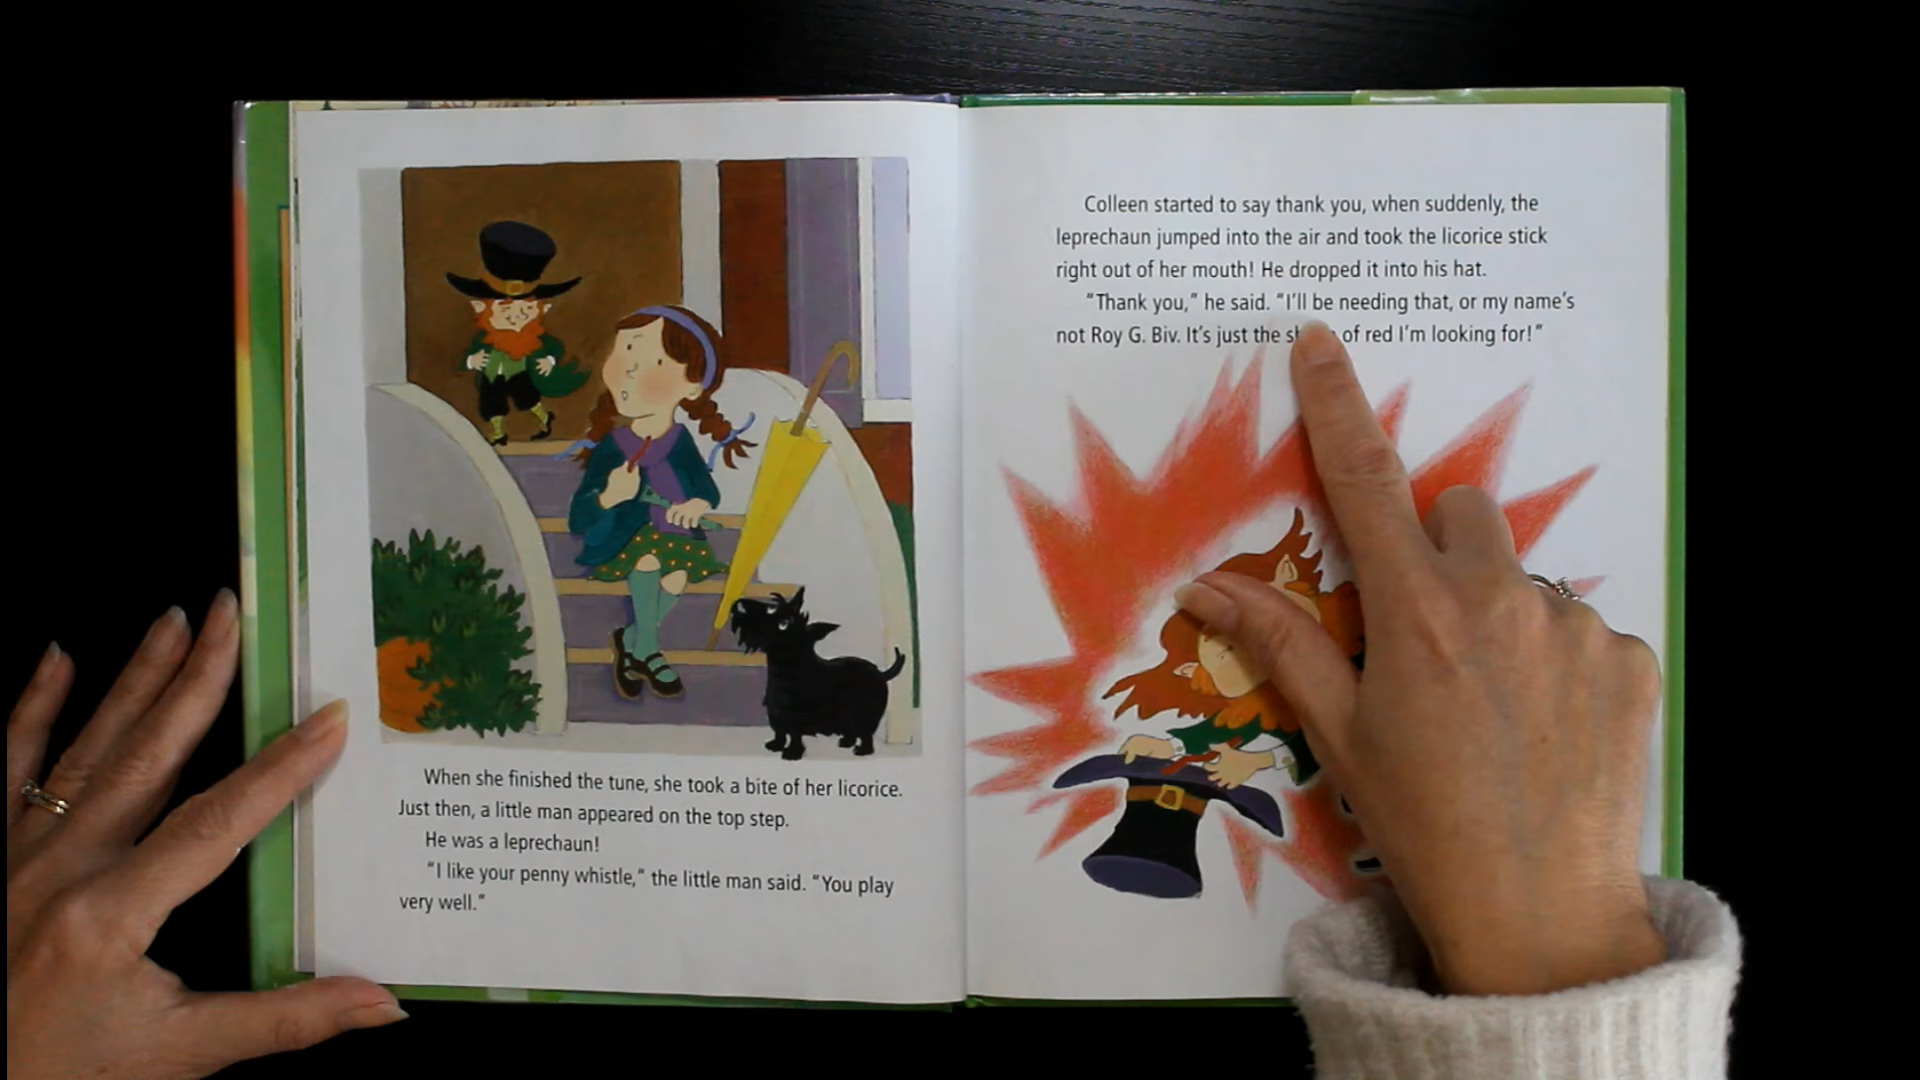 When she finished the tune, she took a bite of her licorice.
Just then, a little man appeared on the top step.
He was a leprechaun!
“I like your penny whistle,” the little man said. “You play
very well.”
Colleen started to say thank you, when suddenly, the
leprechaun jumped into the air and took the licorice stick
right out of her mouth! He dropped it into his hat.
“Thank you,” he said. “I’ll be needing that, or my name’s
not Roy G. Biv. It’s just the of red I’m looking for!”